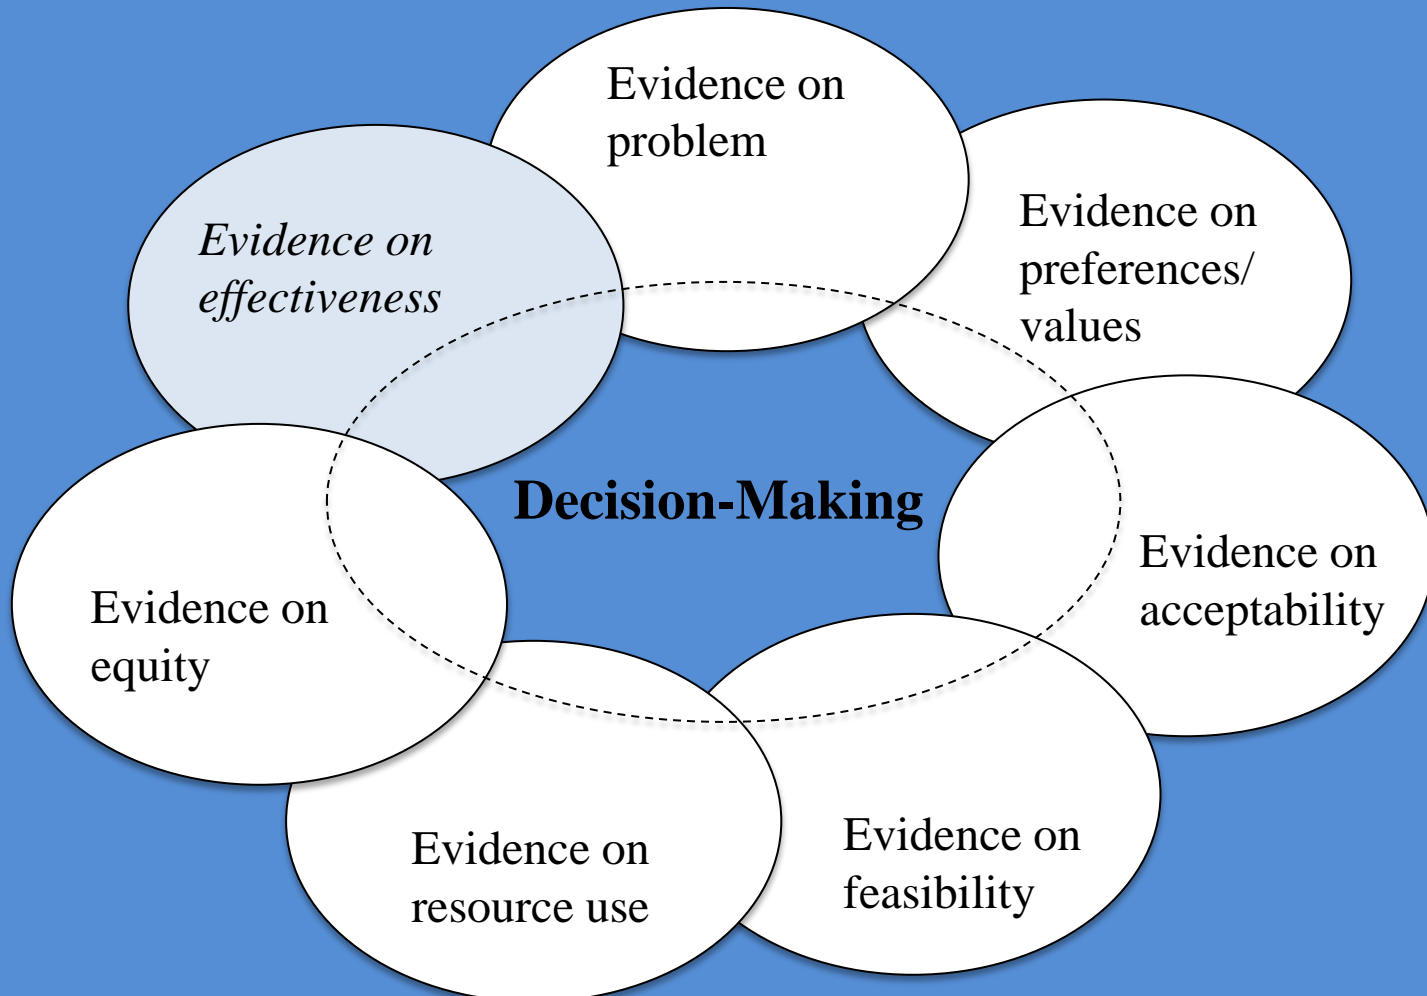 Evidence on
problem
Evidence on
preferences/
values
Evidence on
effectiveness
Decision-Making
Evidence on
acceptability
Evidence on
equity
Evidence on
feasibility
Evidence on
resource use